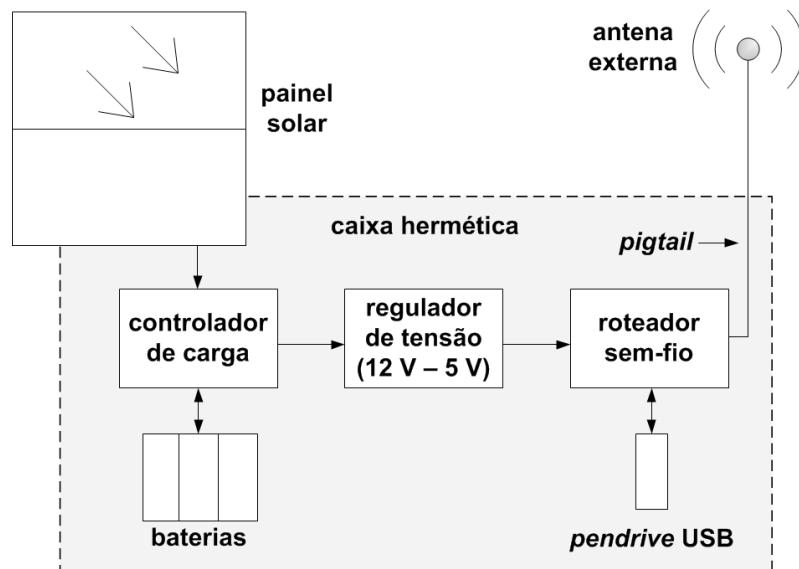 antena
externa
painel
solar
caixa hermética
pigtail
controlador
de carga
regulador
de tensão
(12 V – 5 V)
roteador
sem-fio
baterias
pendrive USB